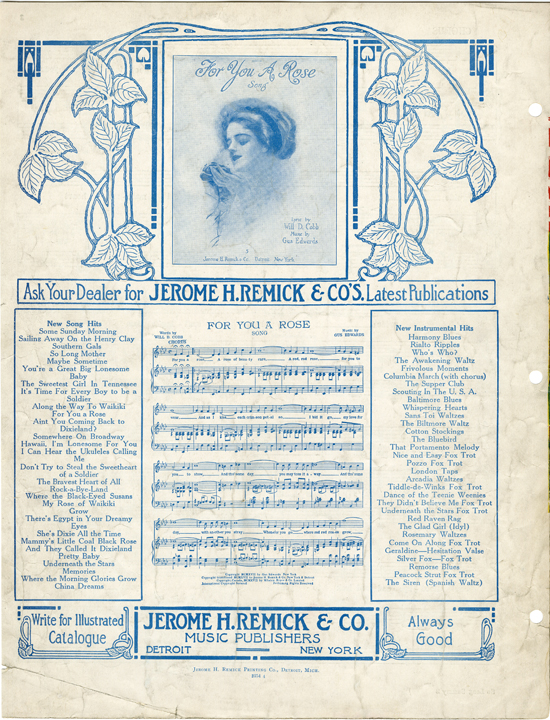 For You A Rose
Song
Lyric by
Will D. Cobb
Music by
Gus Edwards
Jerome H. Remick & Co. Detroit New York
Ask Your Dealer for JEROME H. REMICK & CO'S. Latest Publications
New Song Hits
Some Sunday Morning
Sailing Away On the Henry Clay
Southern Gals
So Long Mother
Maybe Sometime
You're a Great Big Lonesome
Baby
The Sweetest Girl In Tennessee
It's Time For Every Boy to be a
Soldier
Along the Way To Waikiki
For You a Rose
Aint You Coming Back to
Dixieland?
Somewhere On Broadway
Hawaii, I'm Lonesome For You
I Can Hear the Ukuleles Calling
Me
Don't Try to Steal the Sweetheart
of a Soldier
The Bravest Heart of All
Rock-a-Bye-Land
Where the Black-Eyed Susans
My Rose of Waikiki
Grow
There's Egypt in Your Dreamy
Eyes
She's Dixie All the Time
Mammy's Little Coal Black Rose
And They Called It Dixieland
Pretty Baby
Underneath the Stars
Memories
Where the Morning Glories Grow
China Dreams
FOR YOU A ROSE
Words by
WILL D. COBB
SONG
Music by
GUS EDWARDS
CHORUS
New Instrumental Hits
Harmony Blues
Rialto Ripples
Who's Who?
The Awakening Waltz
Frivolous Moments
Columbia March (with chorus)
The Supper Club
Scouting In The U. S. A.
Baltimore Blues
Whispering Hearts
Sans Toi Waltzes
The Biltmore Waltz
Cotton Stockings
The Bluebird
That Portamento Melody
Nice and Easy Fox Trot
Pozzo Fox Trot
London Taps
Arcadia Waltzes
Tiddle-de-Winks Fox Trot
Dance of the Teenie Weenies
They Didn't Believe Me Fox Trot
Underneath the Stars Fox Trot
Red Raven Rag
The Glad Girl (Idyl)
Rosemary Waltzes
Come On Along Fox Trot
Geraldine—Hesitation Valse
Silver Fox—Fox Trot
Remorse Blues
Peacock Strut Fox Trot
The Siren (Spanish Waltz)
Write for Illustrated
Catalogue
JEROME H. REMICK & CO.
MUSIC PUBLISHERS
DETROIT NEW YORK
Always
Good
Jerome H. Remick Printing Co., Detroit, Mich.